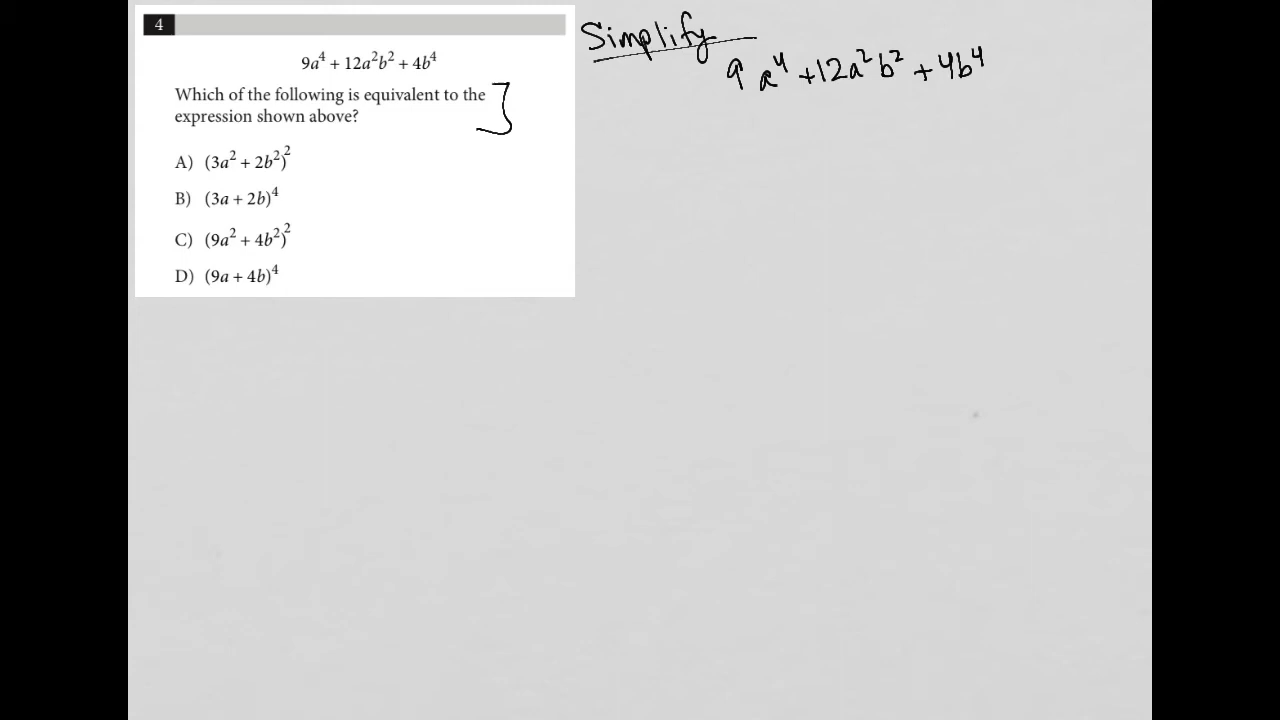 4
9a⁴ + 12a²b² + 4b⁴
Which of the following is equivalent to the
expression shown above?
A) (3a² + 2b²)²
B) (3a + 2b)⁴
C) (9a² + 4b²)²
D) (9a + 4b)⁴
Simplify
9a⁴ + 12a²b² + 4b⁴